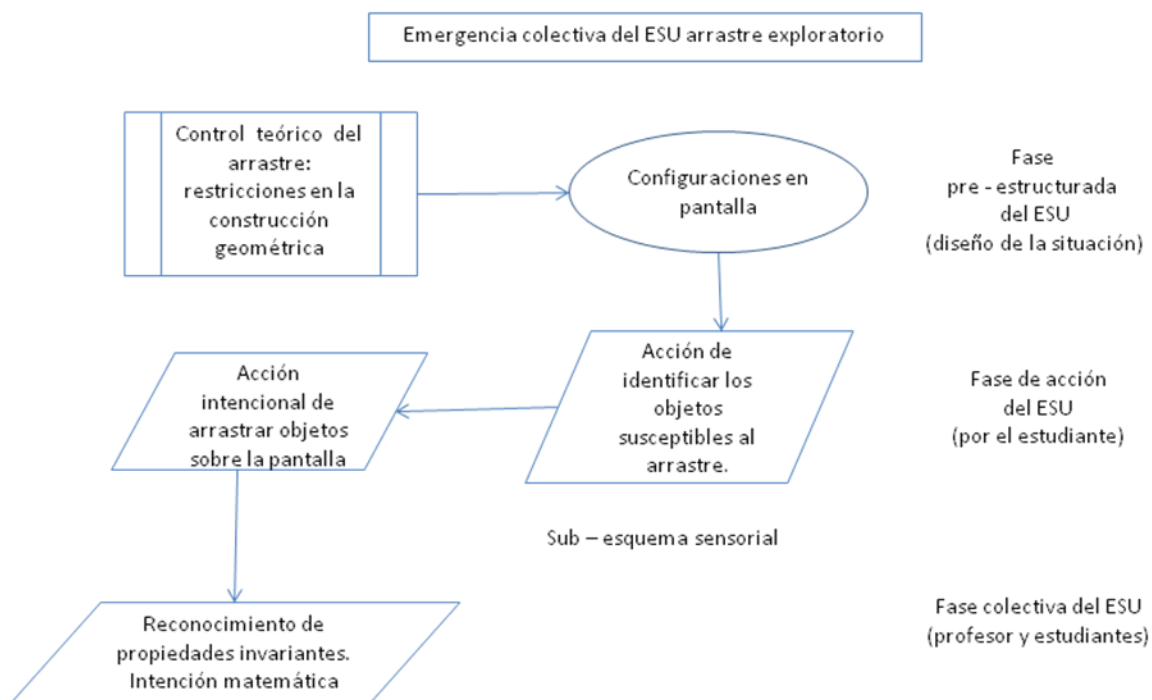 Emergencia colectiva del ESU arrastre exploratorio
Control teórico del
arrastre:
restricciones en la
construcción
geométrica
Configuraciones en
pantalla
Fase
pre - estructurada
del ESU
(diseño de la situación)
Acción
intencional de
arrastrar objetos
sobre la pantalla
Acción de
identificar los
objetos
susceptibles al
arrastre.
Fase de acción
del ESU
(por el estudiante)
Sub – esquema sensorial
Reconocimiento de
propiedades invariantes.
Intención matemática
Fase colectiva del ESU
(profesor y estudiantes)